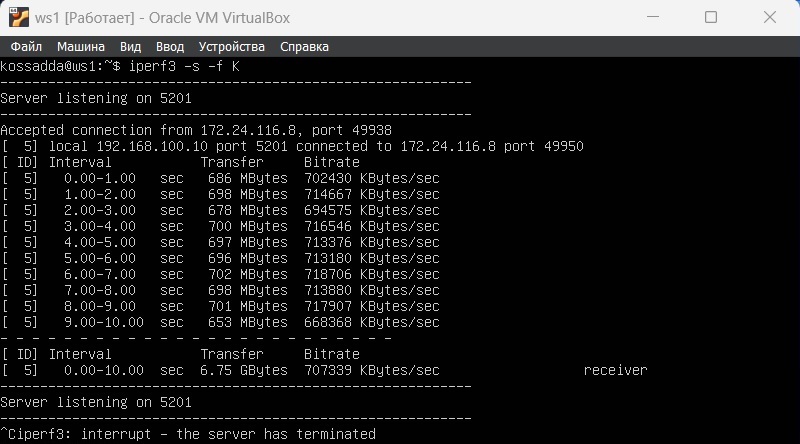 ws1 [Работает] - Oracle VM VirtualBox
Файл Машина Вид Ввод Устройства Справка
kossadda@ws1:~$ iperf3 -s -f K
-----------------------------------------------------------
Server listening on 5201
-----------------------------------------------------------
Accepted connection from 172.24.116.8, port 49938
[  5] local 192.168.100.10 port 5201 connected to 172.24.116.8 port 49950
[ ID] Interval           Transfer     Bitrate
[  5]   0.00-1.00   sec   686 MBytes  702430 KBytes/sec
[  5]   1.00-2.00   sec   698 MBytes  714667 KBytes/sec
[  5]   2.00-3.00   sec   678 MBytes  694575 KBytes/sec
[  5]   3.00-4.00   sec   700 MBytes  716546 KBytes/sec
[  5]   4.00-5.00   sec   697 MBytes  713376 KBytes/sec
[  5]   5.00-6.00   sec   696 MBytes  713180 KBytes/sec
[  5]   6.00-7.00   sec   702 MBytes  718706 KBytes/sec
[  5]   7.00-8.00   sec   698 MBytes  713880 KBytes/sec
[  5]   8.00-9.00   sec   701 MBytes  717907 KBytes/sec
[  5]   9.00-10.00  sec   653 MBytes  668368 KBytes/sec
- - - - - - - - - - - - - - - - - - - - - - - - -
[ ID] Interval           Transfer     Bitrate
[  5]   0.00-10.00  sec  6.75 GBytes  707339 KBytes/sec                  receiver
-----------------------------------------------------------
Server listening on 5201
-----------------------------------------------------------
^Ciperf3: interrupt - the server has terminated